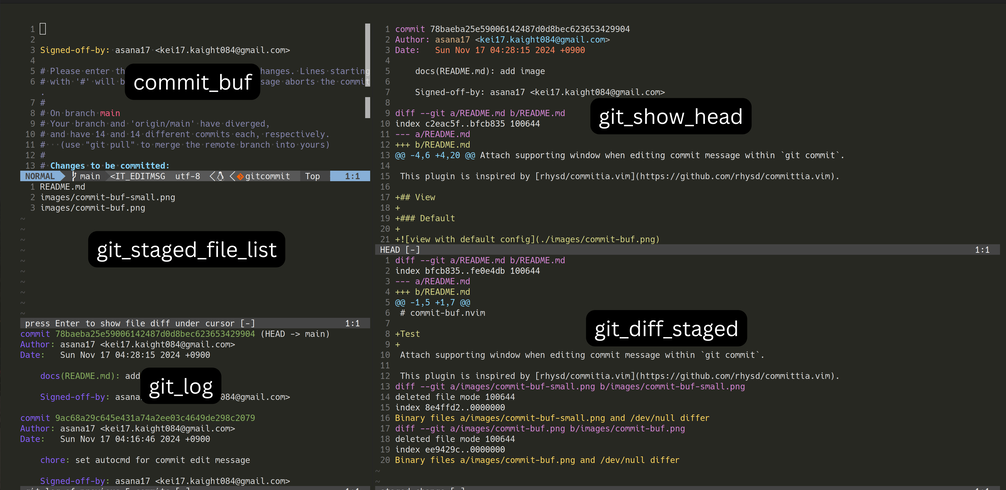 1
2
3 Signed-off-by: asana17 <kei17.kaight084@gmail.com>
4
5 # Please enter th hanges. Lines starting
6 # with '#' will b sage aborts the commit
.
7 #
8 # On branch main
9 # Your branch and 'origin/main' have diverged,
10 # and have 14 and 14 different commits each, respectively.
11 #   (use "git pull" to merge the remote branch into yours)
12 #
13 # Changes to be committed:
commit_buf
NORMAL main <IT_EDITMSG utf-8 < < gitcommit Top 1:1
1 README.md
2 images/commit-buf-small.png
3 images/commit-buf.png
~
~
~
~
~
~
~
~
~
~
git_staged_file_list
press Enter to show file diff under cursor [-] 1:1
commit 78baeba25e59006142487d0d8bec623653429904 (HEAD -> main)
Author: asana17 <kei17.kaight084@gmail.com>
Date:   Sun Nov 17 04:28:15 2024 +0900
docs(README.md): add
Signed-off-by: asana17 <kei17.kaight084@gmail.com>
git_log
commit 9ac68a29c645e431a74a2ee03c4649de298c2079
Author: asana17 <kei17.kaight084@gmail.com>
Date:   Sun Nov 17 04:16:46 2024 +0900
chore: set autocmd for commit edit message
Signed-off-by: asana17 <kei17.kaight084@gmail.com>
1 commit 78baeba25e59006142487d0d8bec623653429904
2 Author: asana17 <kei17.kaight084@gmail.com>
3 Date:   Sun Nov 17 04:28:15 2024 +0900
4
5 docs(README.md): add image
6
7 Signed-off-by: asana17 <kei17.kaight084@gmail.com>
8
9 diff --git a/README.md b/README.md
10 index c2eac5f..bfcb835 100644
11 --- a/README.md
12 +++ b/README.md
13 @@ -4,6 +4,20 @@ Attach supporting window when editing commit message within `git commit`.
14
15 This plugin is inspired by [rhysd/committia.vim](https://github.com/rhysd/committia.vim).
16
17 +## View
18 +
19 +### Default
20 +
21 +![view with default config](./images/commit-buf.png)
git_show_head
HEAD [-] 1:1
1 diff --git a/README.md b/README.md
2 index bfcb835..fe0e4db 100644
3 --- a/README.md
4 +++ b/README.md
5 @@ -1,5 +1,7 @@
6 # commit-buf.nvim
7
8 +Test
9 +
10 Attach supporting window when editing commit message within `git commit`.
11
12 This plugin is inspired by [rhysd/committia.vim](https://github.com/rhysd/committia.vim).
13 diff --git a/images/commit-buf-small.png b/images/commit-buf-small.png
14 deleted file mode 100644
15 index 8e4ffd2..0000000
16 Binary files a/images/commit-buf-small.png and /dev/null differ
17 diff --git a/images/commit-buf.png b/images/commit-buf.png
18 deleted file mode 100644
19 index ee9429c..0000000
20 Binary files a/images/commit-buf.png and /dev/null differ
~
~
git_diff_staged